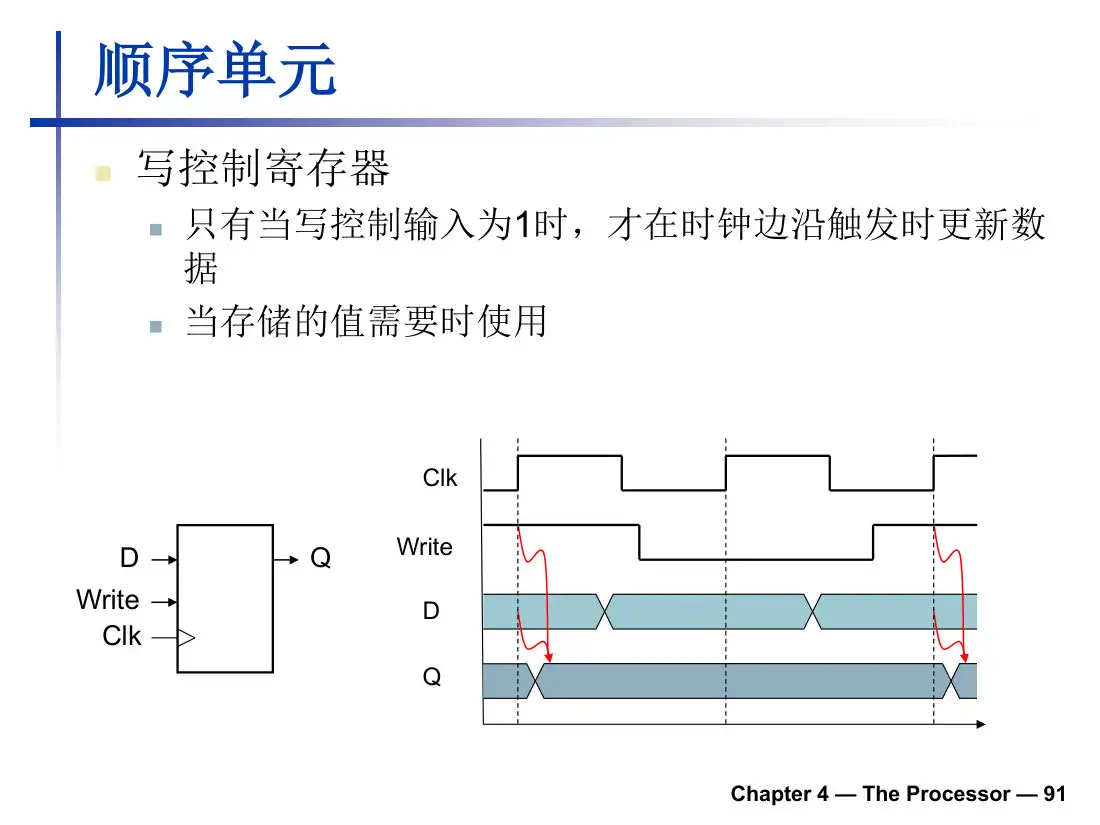 顺序单元
写控制寄存器
只有当写控制输入为1时，才在时钟边沿触发时更新数
据
当存储的值需要时使用
Clk
Write
D
Q
D
Q
Write
Clk
Chapter 4 — The Processor — 91